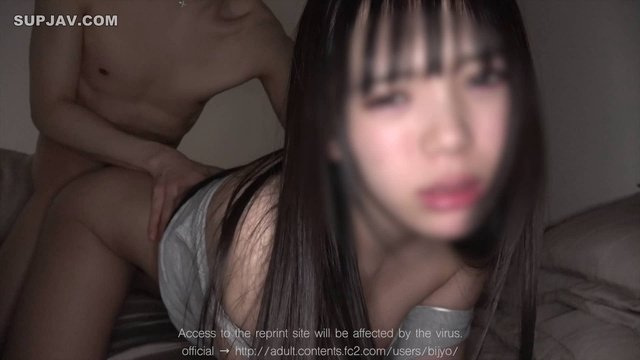 SUPJAV.COM
Access to the reprint site will be affected by the virus.
official → http://adult.contents.fc2.com/users/bijyo/